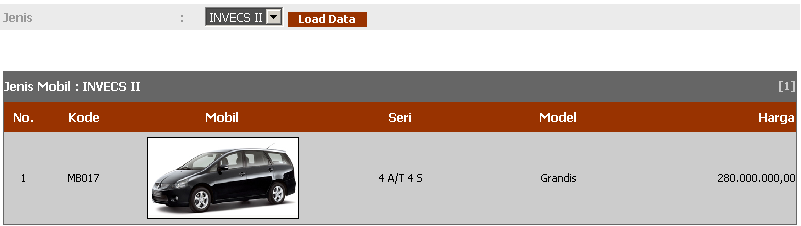 Jenis : INVECS II Load Data
Jenis Mobil : INVECS II [1]
No. Kode Mobil Seri Model Harga
1 MB017 4 A/T 4 S Grandis 280.000.000,00